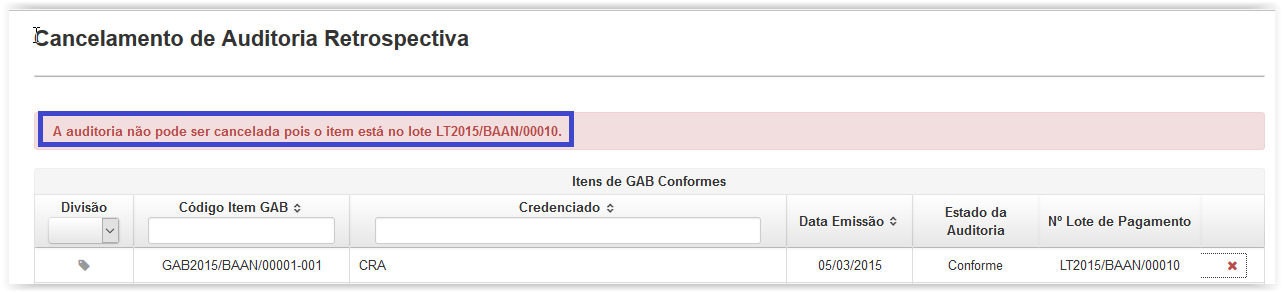 Cancelamento de Auditoria Retrospectiva
A auditoria não pode ser cancelada pois o item está no lote LT2015/BAAN/00010.
Itens de GAB Conformes
Divisão
Código Item GAB
Credenciado
Data Emissão
Estado da
Auditoria
Nº Lote de Pagamento
GAB2015/BAAN/00001-001
CRA
05/03/2015
Conforme
LT2015/BAAN/00010